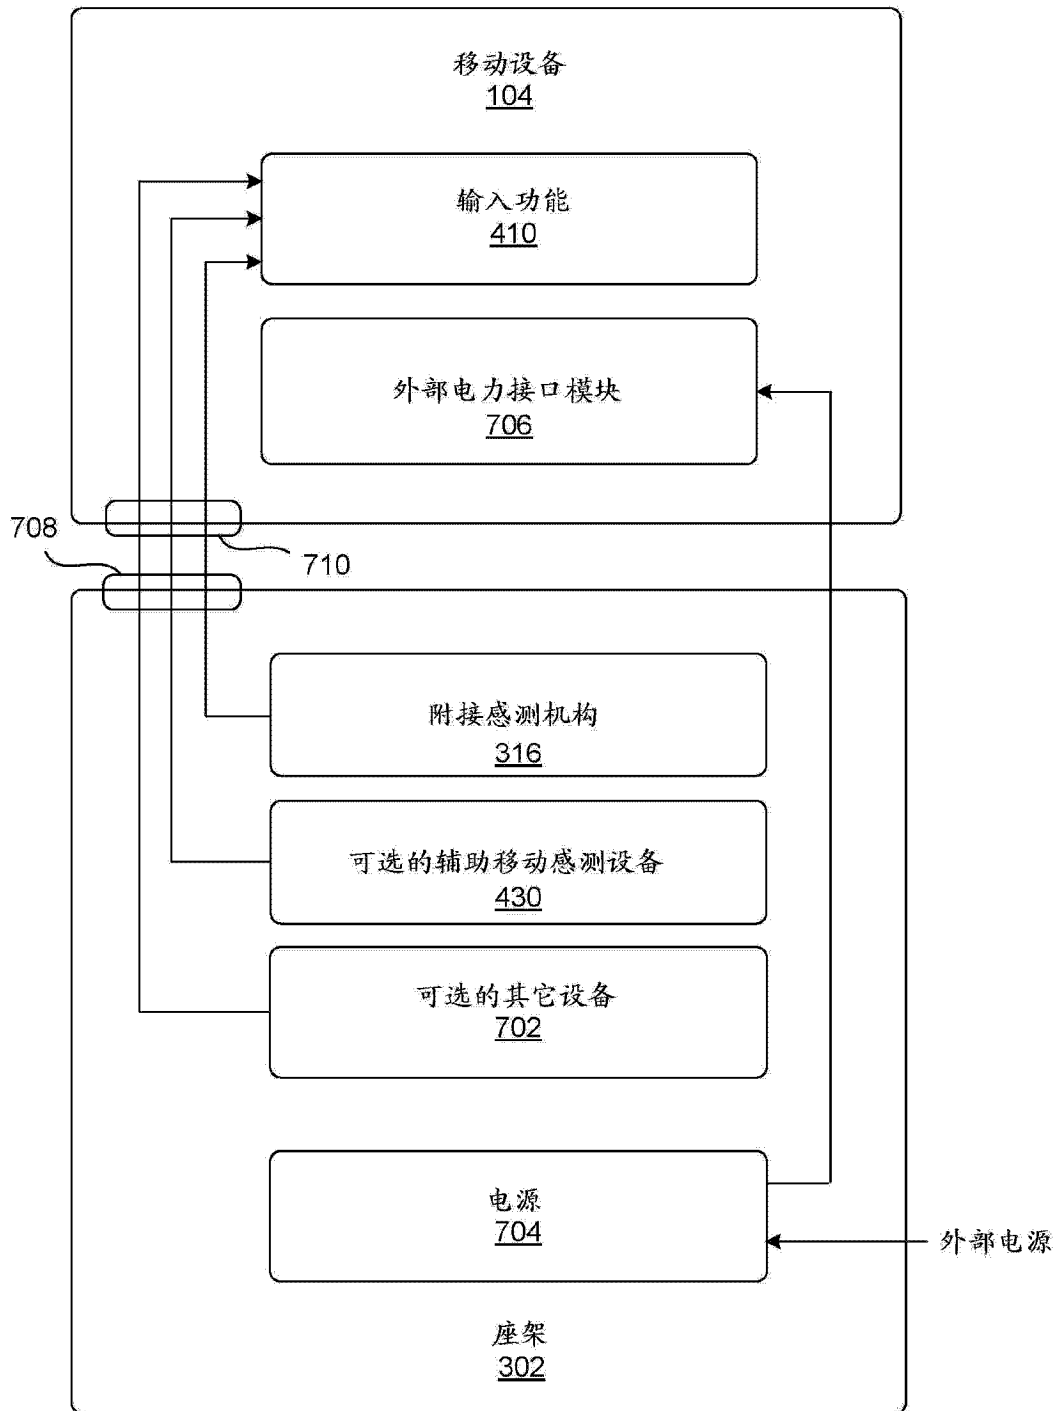 移动设备
104
输入功能
410
外部电力接口模块
706
708
710
附接感测机构
316
可选的辅助移动感测设备
430
可选的其它设备
702
电源
704
外部电源
座架
302